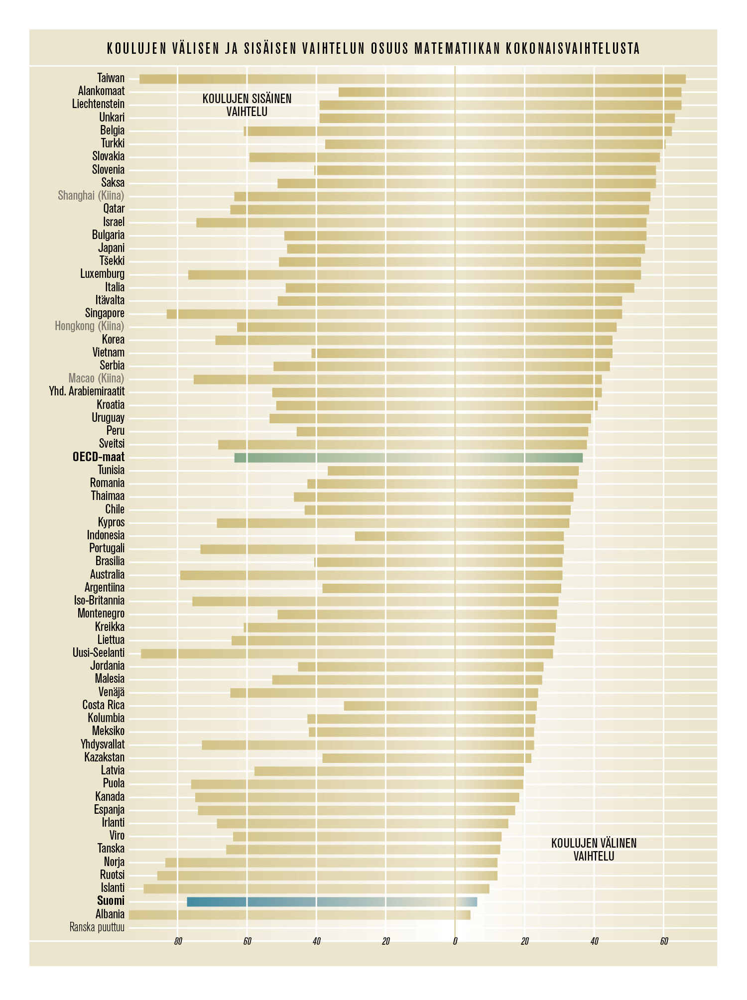 KOULUJEN VÄLISEN JA SISÄISEN VAIHTELUN OSUUS MATEMATIIKAN KOKONAISVAIHTELUSTA
Taiwan
Alankomaat
KOULUJEN SISÄINEN
VAIHTELU
Liechtenstein
Unkari
Belgia
Turkki
Slovakia
Slovenia
Saksa
Shanghai (Kiina)
Qatar
Israel
Bulgaria
Japani
Tšekki
Luxemburg
Italia
Itävalta
Singapore
Hongkong (Kiina)
Korea
Vietnam
Serbia
Macao (Kiina)
Yhd. Arabiemiraatit
Kroatia
Uruguay
Peru
Sveitsi
OECD-maat
Tunisia
Romania
Thaimaa
Chile
Kypros
Indonesia
Portugali
Brasilia
Australia
Argentiina
Iso-Britannia
Montenegro
Kreikka
Liettua
Uusi-Seelanti
Jordania
Malesia
Venäjä
Costa Rica
Kolumbia
Meksiko
Yhdysvallat
Kazakstan
Latvia
Puola
Kanada
Espanja
Irlanti
Viro
Tanska
KOULUJEN VÄLINEN
VAIHTELU
Norja
Ruotsi
Islanti
Suomi
Albania
Ranska puuttuu
80 60 40 20 0 20 40 60